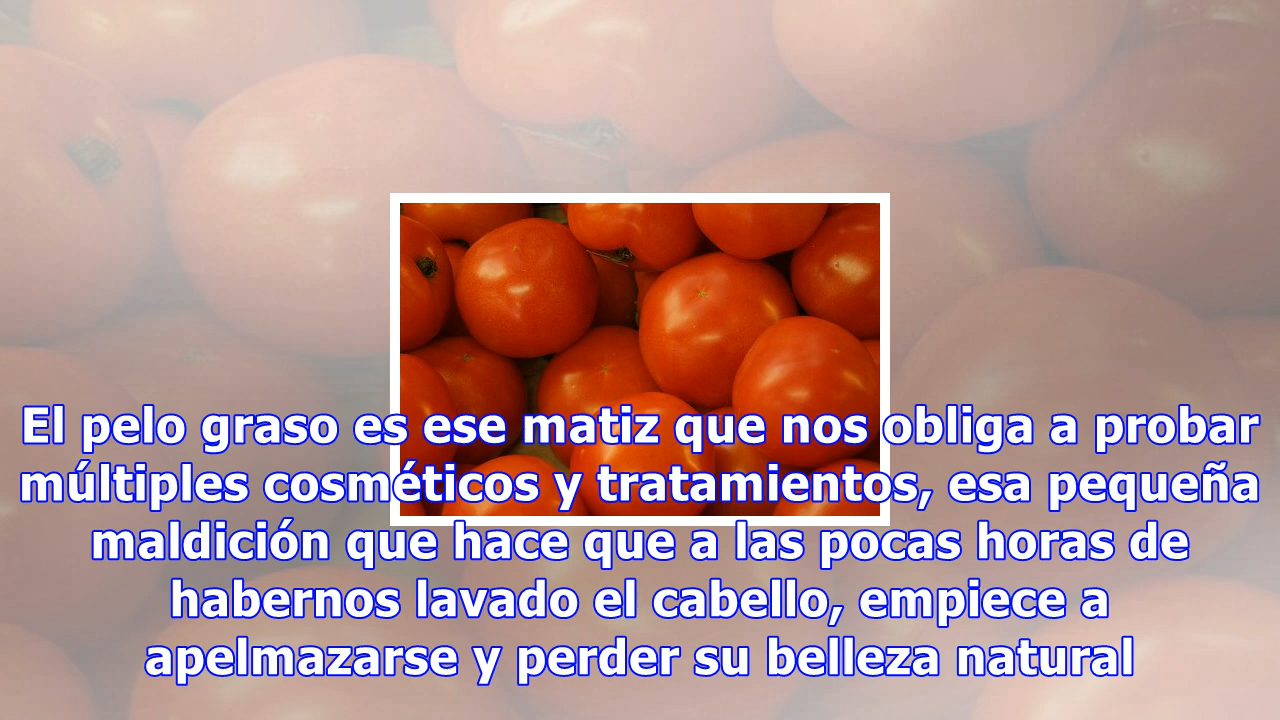 El pelo graso es ese matiz que nos obliga a probar
múltiples cosméticos y tratamientos, esa pequeña
maldición que hace que a las pocas horas de
habernos lavado el cabello, empiece a
apelmazarse y perder su belleza natural